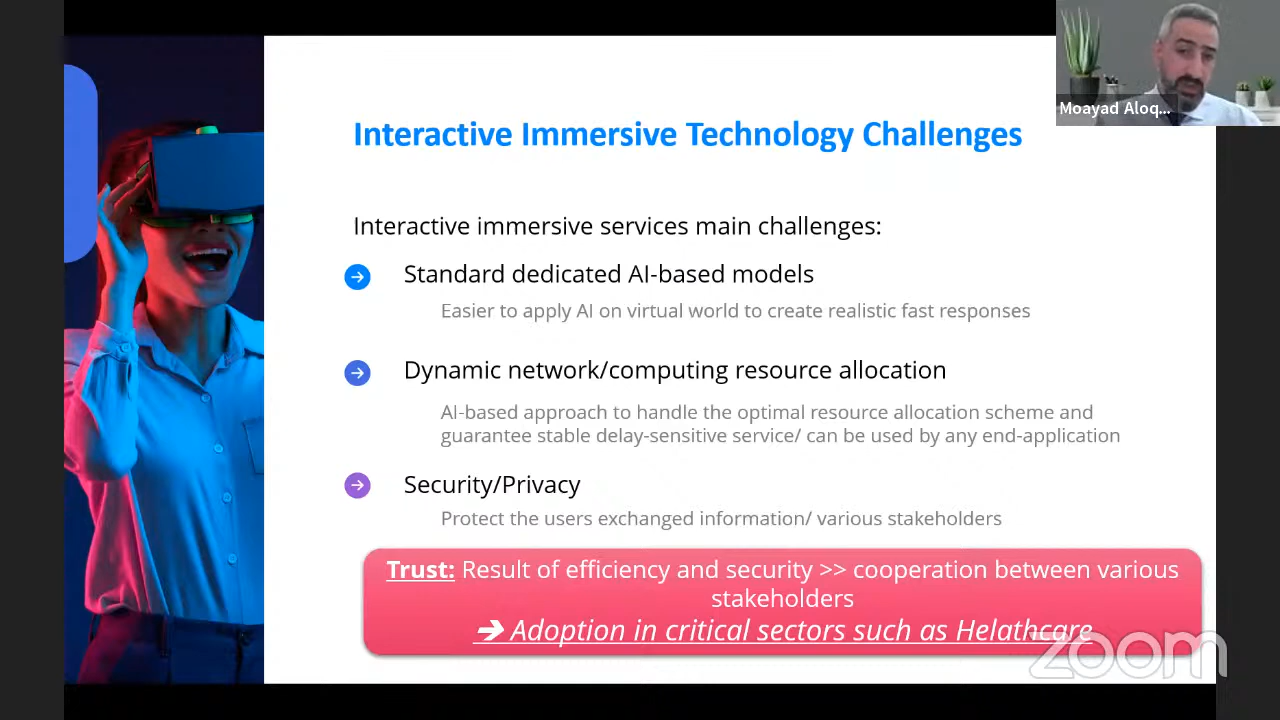 Moayad Aloq...
Interactive Immersive Technology Challenges
Interactive immersive services main challenges:
Standard dedicated AI-based models
Easier to apply AI on virtual world to create realistic fast responses
Dynamic network/computing resource allocation
AI-based approach to handle the optimal resource allocation scheme and
guarantee stable delay-sensitive service/ can be used by any end-application
Security/Privacy
Protect the users exchanged information/ various stakeholders
Trust: Result of efficiency and security >> cooperation between various
stakeholders
➔ Adoption in critical sectors such as Helathcare
zoom